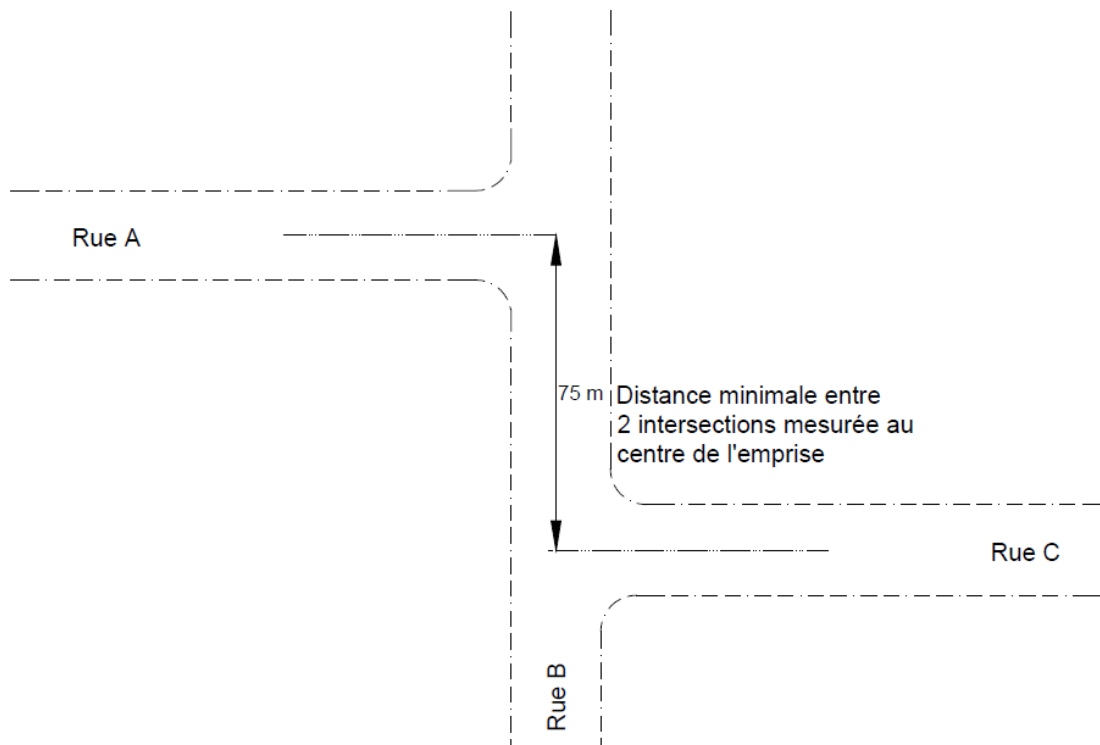 Rue A
75 m
Distance minimale entre
2 intersections mesurée au
centre de l'emprise
Rue C
Rue B